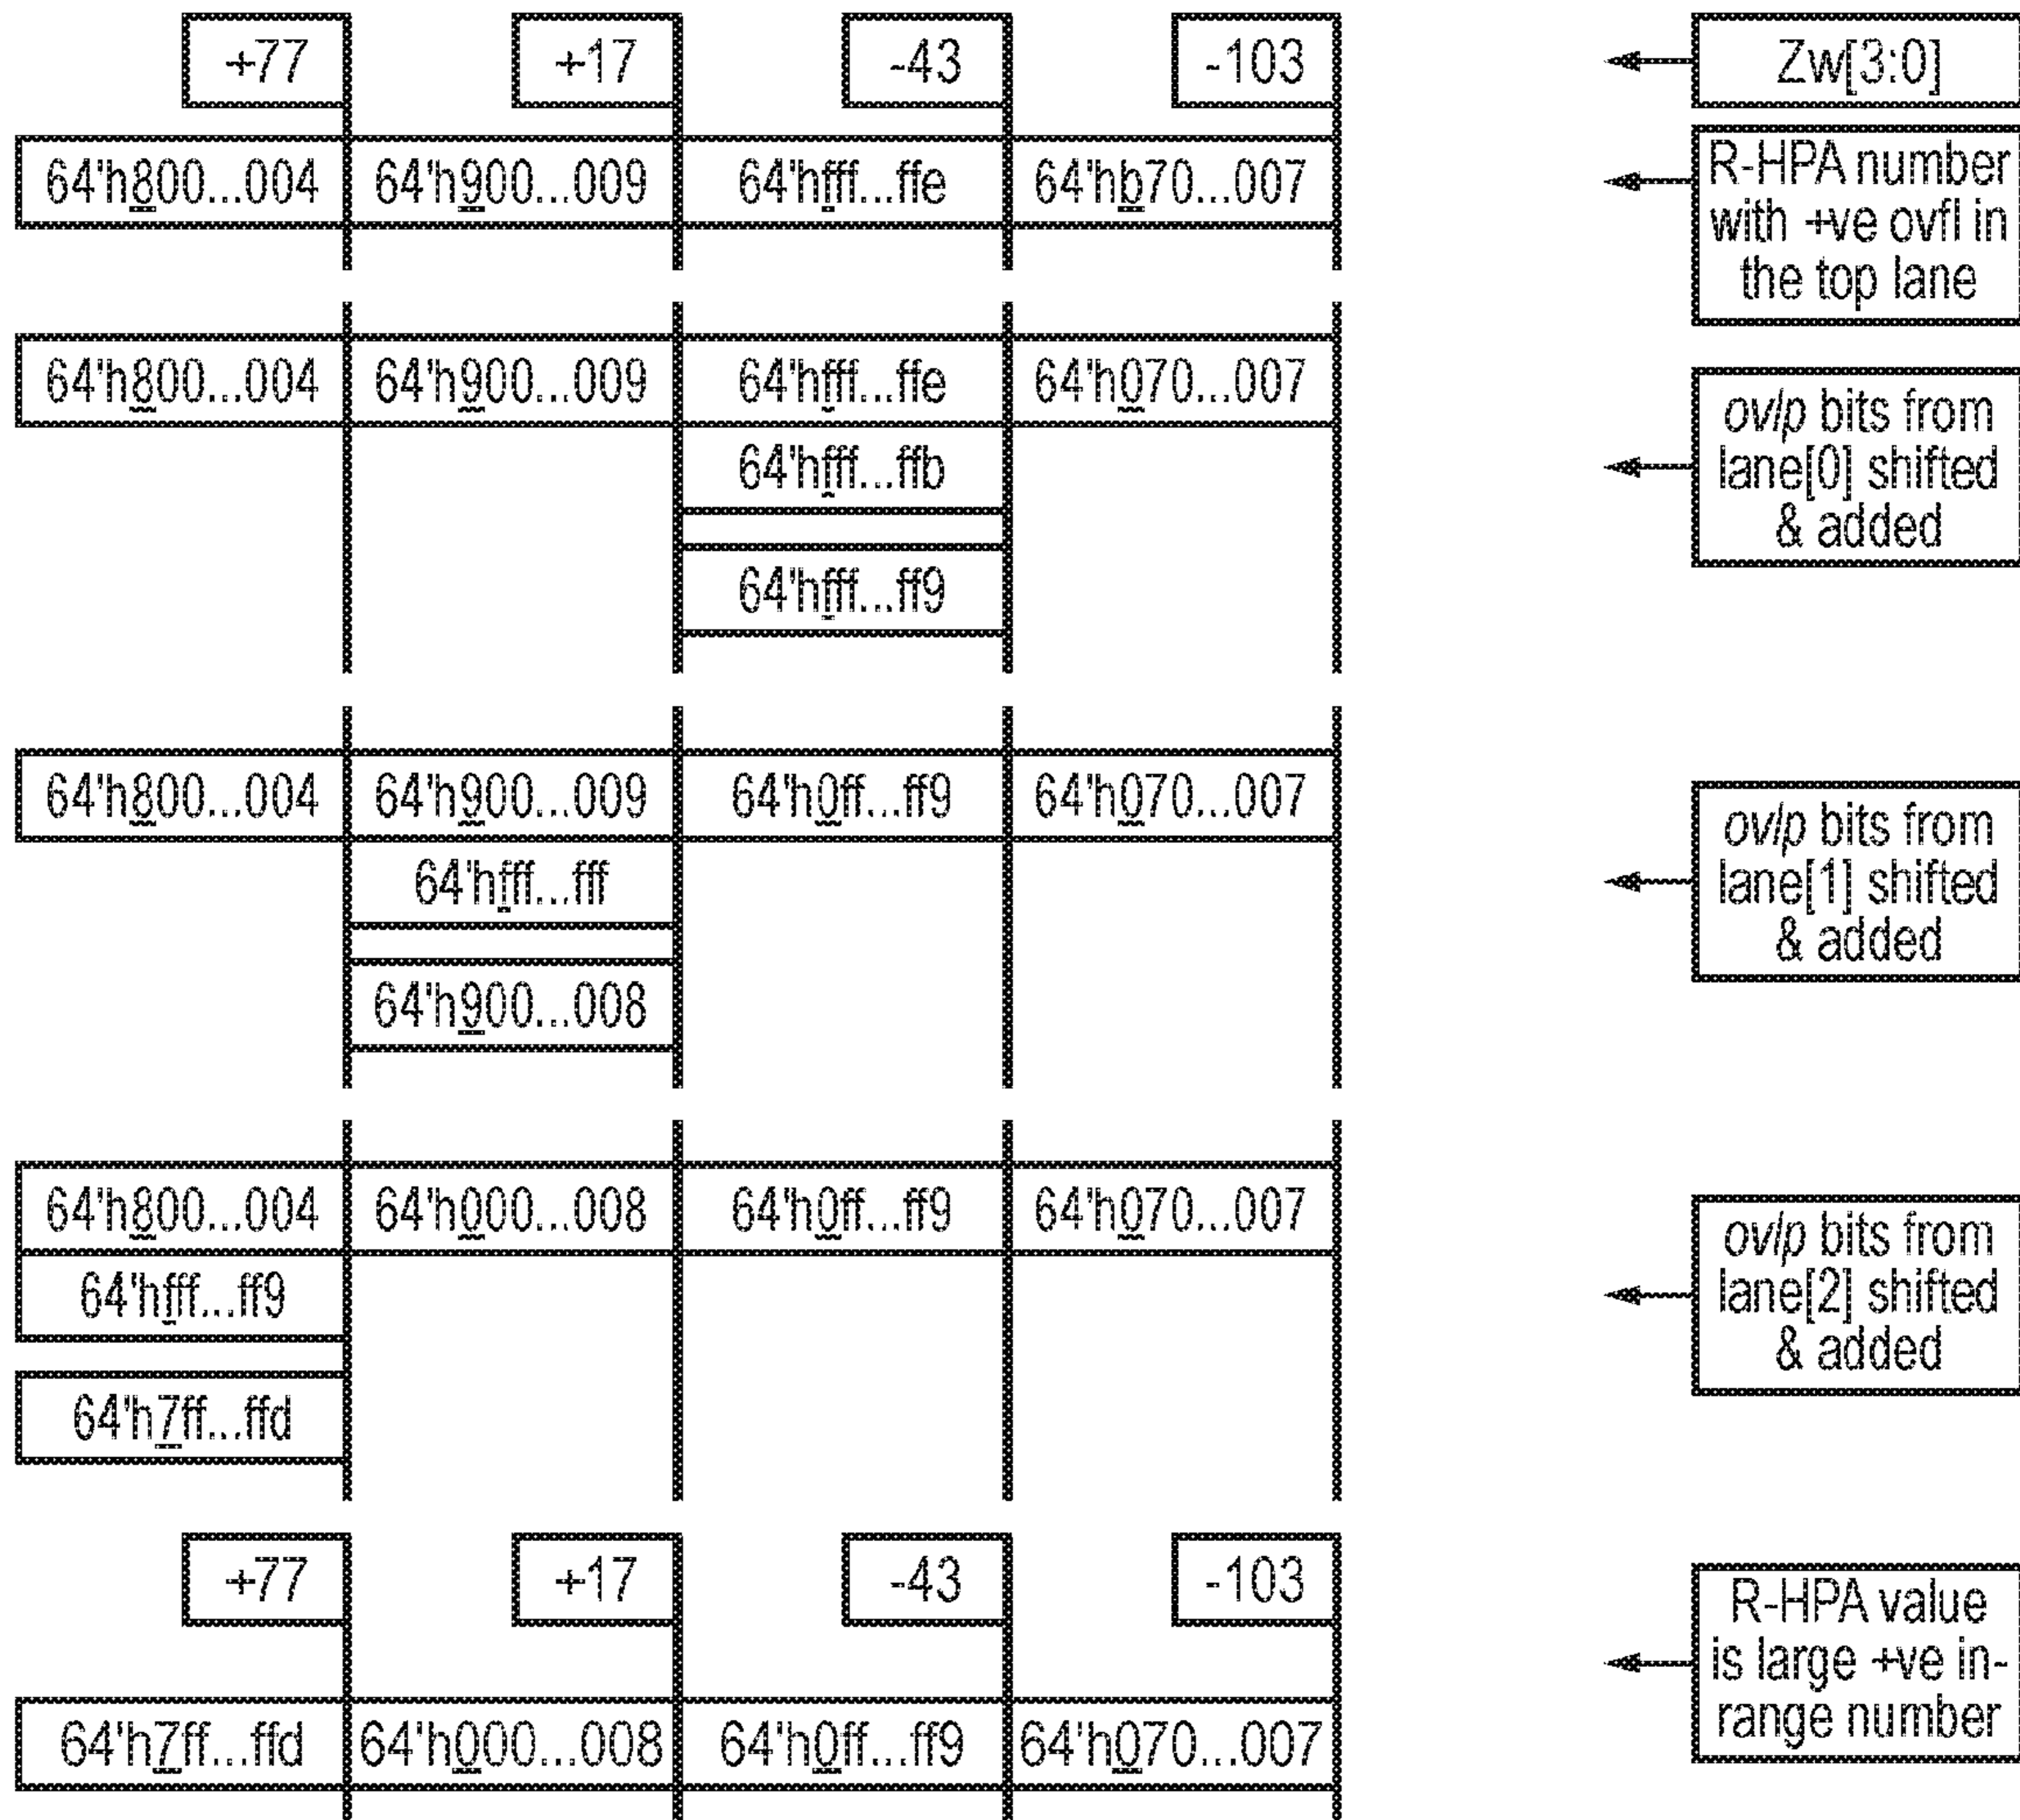 +77 +17 -43 -103 Zw[3:0]
64'h800...004 64'h900...009 64'hfff...ffe 64'hb70...007
R-HPA number
with +ve ovfl in
the top lane
64'h800...004 64'h900...009 64'hfff...ffe 64'h070...007
64'hfff...ffb
64'hfff...ff9
ovlp bits from
lane[0] shifted
& added
64'h800...004 64'h900...009 64'h0ff...ff9 64'h070...007
64'hfff...fff
64'h900...008
ovlp bits from
lane[1] shifted
& added
64'h800...004 64'h000...008 64'h0ff...ff9 64'h070...007
64'hfff...ff9
64'h7ff...ffd
ovlp bits from
lane[2] shifted
& added
+77 +17 -43 -103
R-HPA value
is large +ve in-
range number
64'h7ff...ffd 64'h000...008 64'h0ff...ff9 64'h070...007